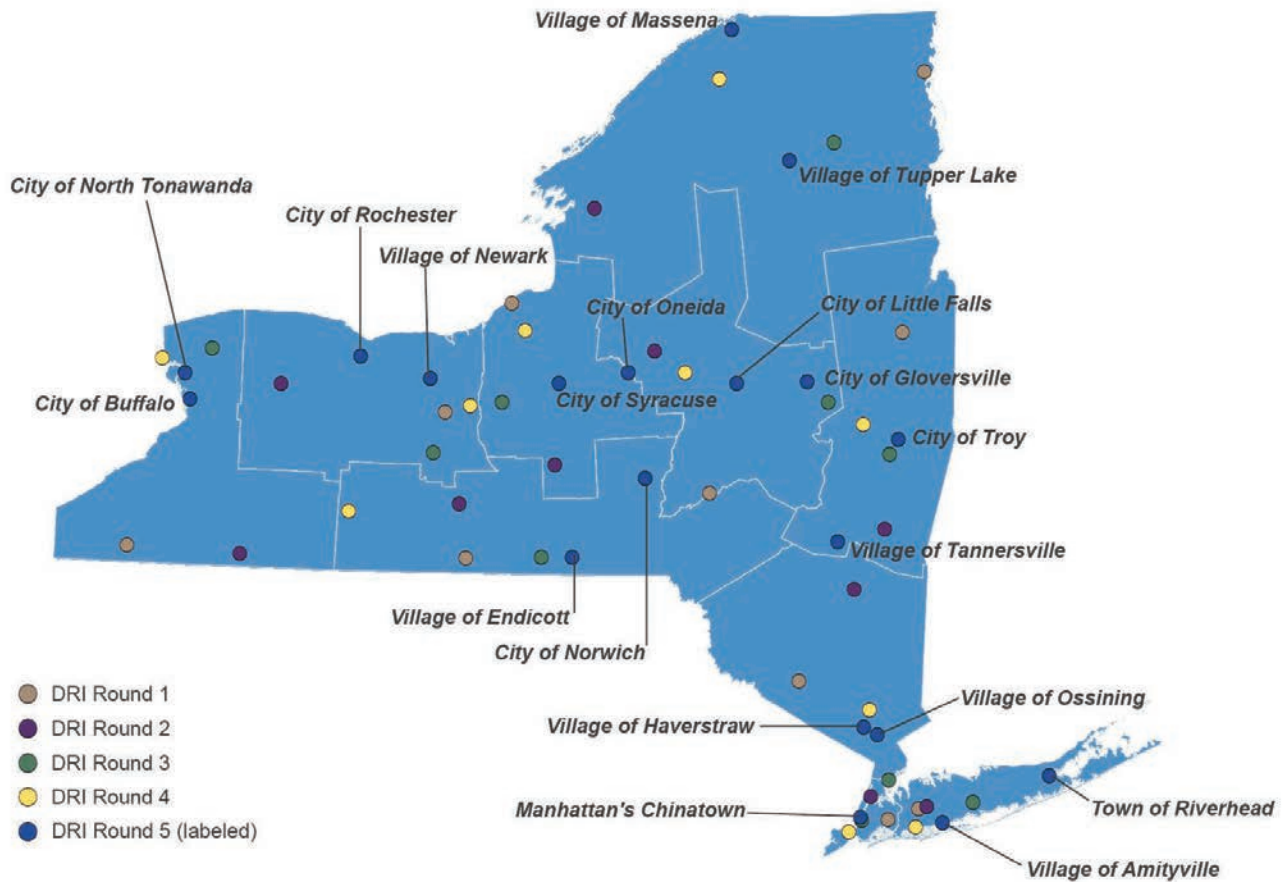 Village of Massena
Village of Tupper Lake
City of North Tonawanda
City of Rochester
Village of Newark
City of Oneida
City of Little Falls
City of Gloversville
City of Buffalo
City of Syracuse
City of Troy
Village of Tannersville
Village of Endicott
City of Norwich
DRI Round 1
DRI Round 2
DRI Round 3
DRI Round 4
DRI Round 5 (labeled)
Village of Ossining
Village of Haverstraw
Manhattan's Chinatown
Town of Riverhead
Village of Amityville